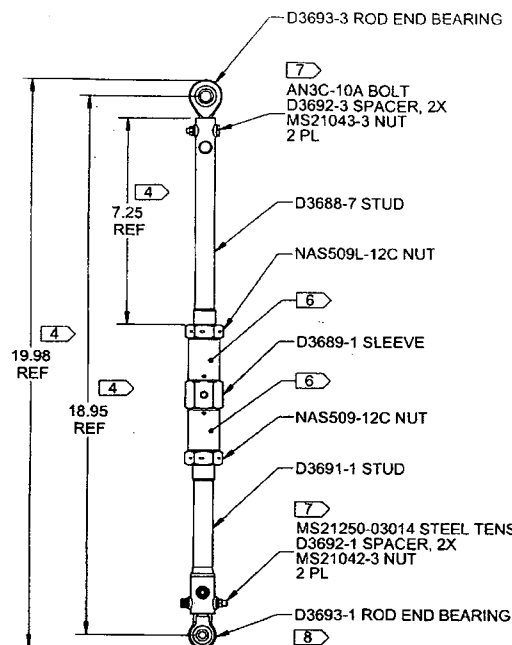 D3693-3 ROD END BEARING
7
AN3C-10A BOLT
D3692-3 SPACER, 2X
MS21043-3 NUT
2 PL
4
7.25
REF
D3688-7 STUD
NAS509L-12C NUT
6
4
19.98
REF
D3689-1 SLEEVE
4
18.95
REF
6
NAS509-12C NUT
D3691-1 STUD
7
MS21250-03014 STEEL TENS
D3692-1 SPACER, 2X
MS21042-3 NUT
2 PL
D3693-1 ROD END BEARING
8